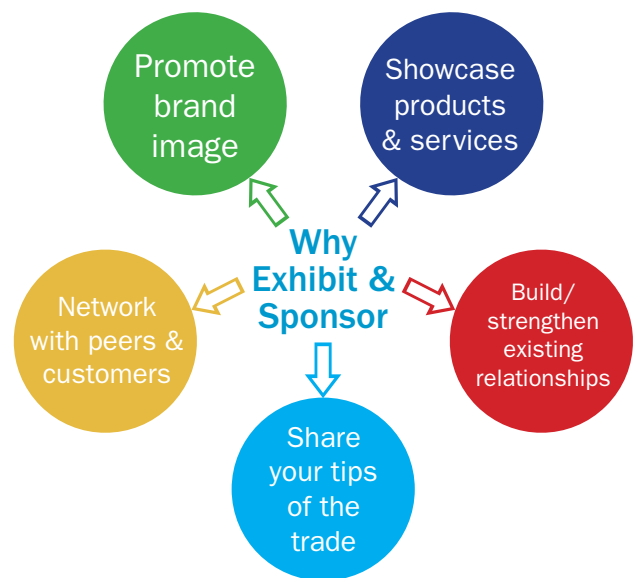 Promote
brand
image
Showcase
products
& services
Why
Exhibit &
Sponsor
Network
with peers &
customers
Build/
strengthen
existing
relationships
Share
your tips
of the
trade